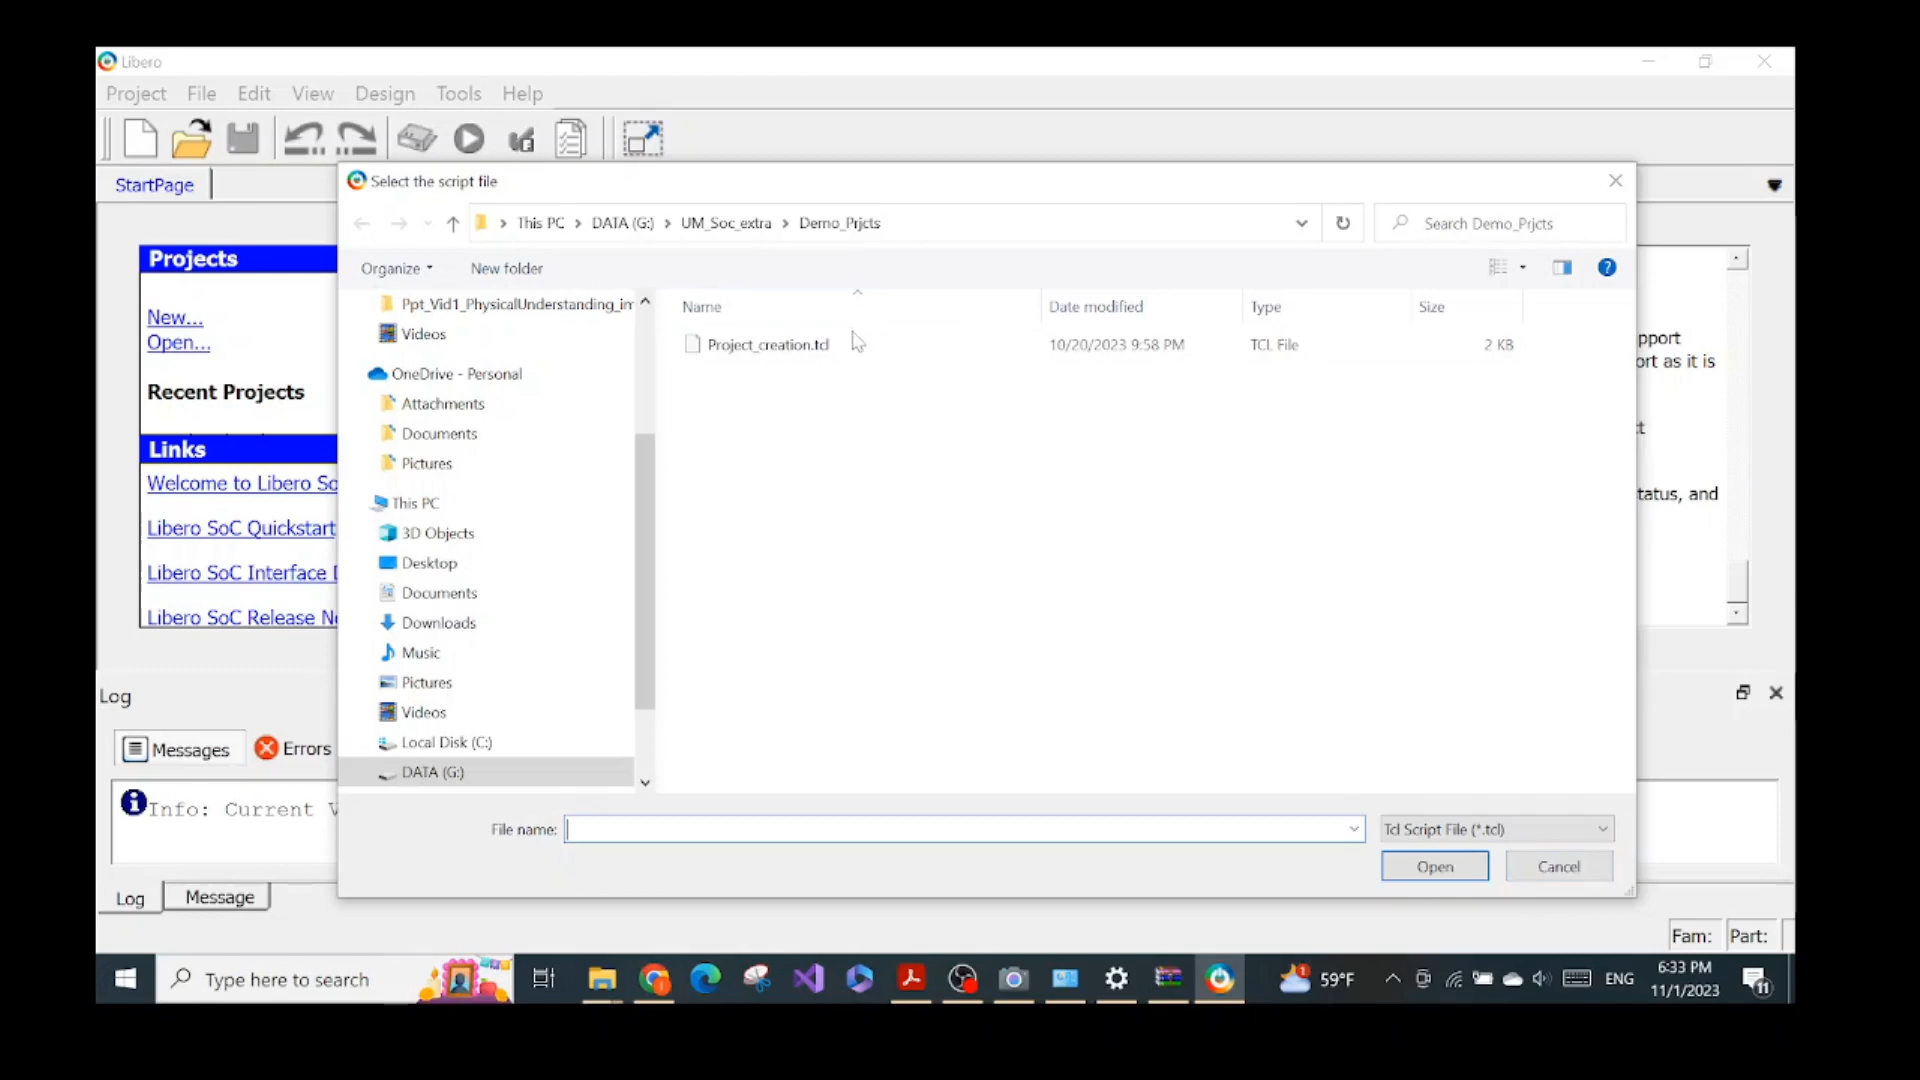 Libero
Project File Edit View Design Tools Help
StartPage
Select the script file
This PC DATA (G:) UM_Soc_extra Demo_Prjcts
Search Demo_Prjcts
Organize New folder
Projects
New...
Open...
Recent Projects
Links
Welcome to Libero So
Libero SoC Quickstart
Libero SoC Interface
Libero SoC Release
Ppt_Vid1_PhysicalUnderstanding_im
Videos
OneDrive - Personal
Attachments
Documents
Pictures
This PC
3D Objects
Desktop
Documents
Downloads
Music
Pictures
Videos
Local Disk (C:)
DATA (G:)
Name Date modified Type Size
Project_creation.tcl 10/20/2023 9:58 PM TCL File 2 KB
pport
ort as it is
tatus, and
File name:
Tcl Script File (*.tcl)
Open Cancel
Log
Messages Errors
Info: Current
Log Message
Fam: Part:
Type here to search
59°F
ENG
6:33 PM
11/1/2023
11